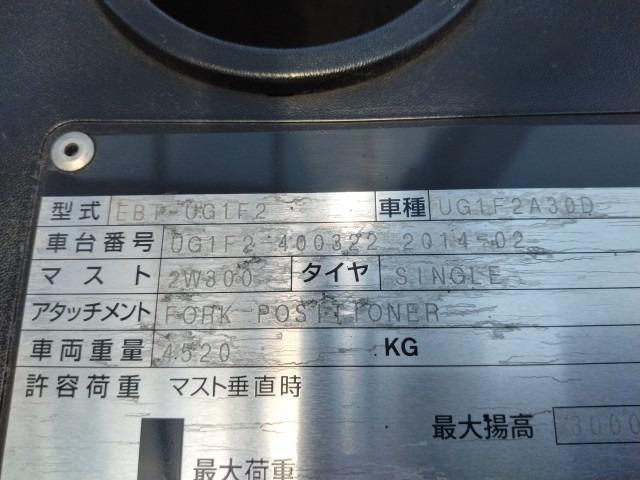 型式 EBT-UG1F2 車種 UG1F2A30D
車台番号 UG1F2-400322 2014-02
マスト 2W300 タイヤ SINGLE
アタッチメント FORK POSITIONER
車両重量 4520 KG
許容荷重 マスト垂直時
最大揚高 3000
最大荷重